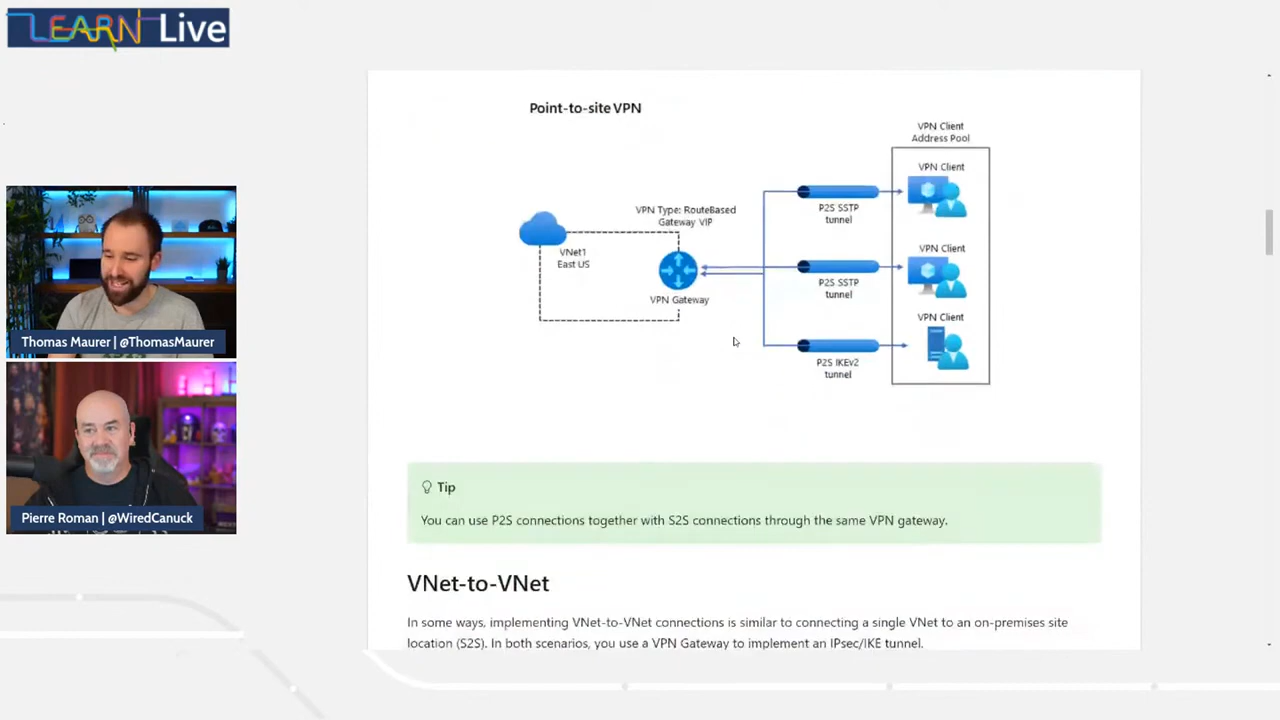 LEARN Live
Point-to-site VPN
VPN Client
Address Pool
VPN Client
P2S SSTP
tunnel
VPN Type: RouteBased
Gateway VIP
VNet1
East US
VPN Gateway
VPN Client
P2S SSTP
tunnel
VPN Client
P2S IKEv2
tunnel
Thomas Maurer | @ThomasMaurer
Pierre Roman | @WiredCanuck
Tip
You can use P2S connections together with S2S connections through the same VPN gateway.
VNet-to-VNet
In some ways, implementing VNet-to-VNet connections is similar to connecting a single VNet to an on-premises site
location (S2S). In both scenarios, you use a VPN Gateway to implement an IPsec/IKE tunnel.